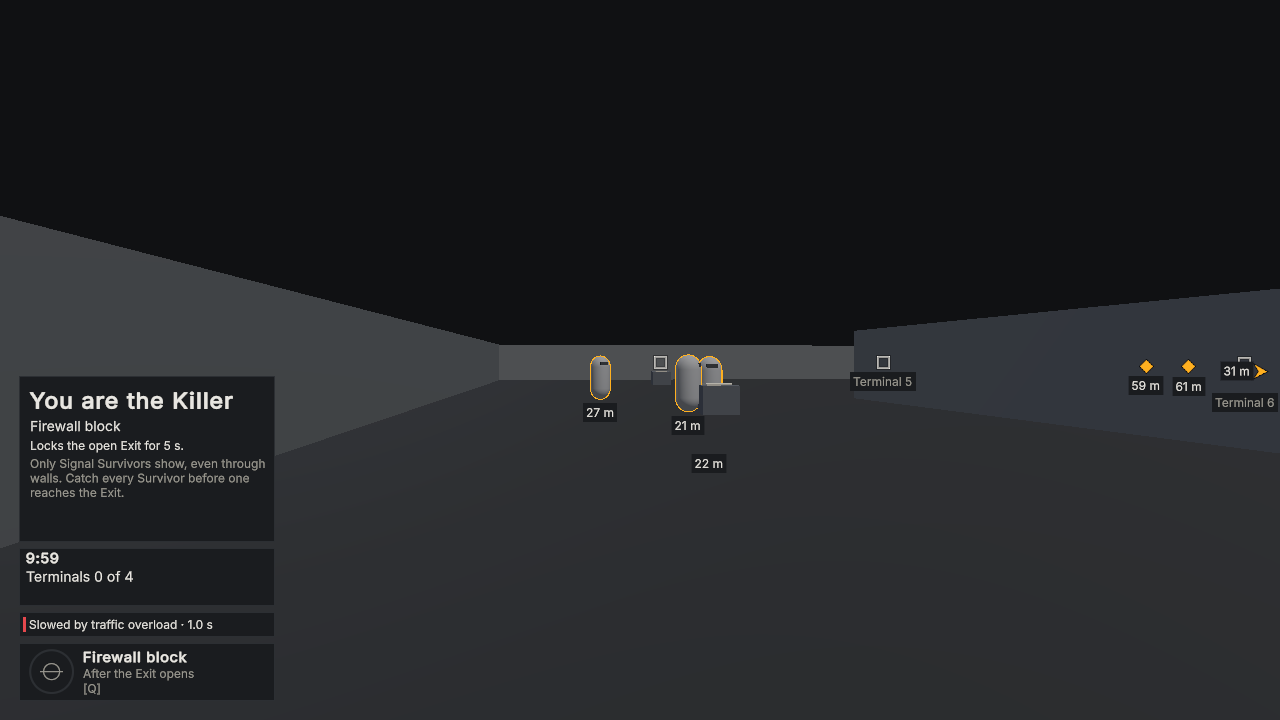 Terminal 5
59 m
61 m
31 m
Terminal 6
27 m
21 m
22 m
You are the Killer
Firewall block
Locks the open Exit for 5 s.
Only Signal Survivors show, even through
walls. Catch every Survivor before one
reaches the Exit.
9:59
Terminals 0 of 4
Slowed by traffic overload · 1.0 s
Firewall block
After the Exit opens
[Q]